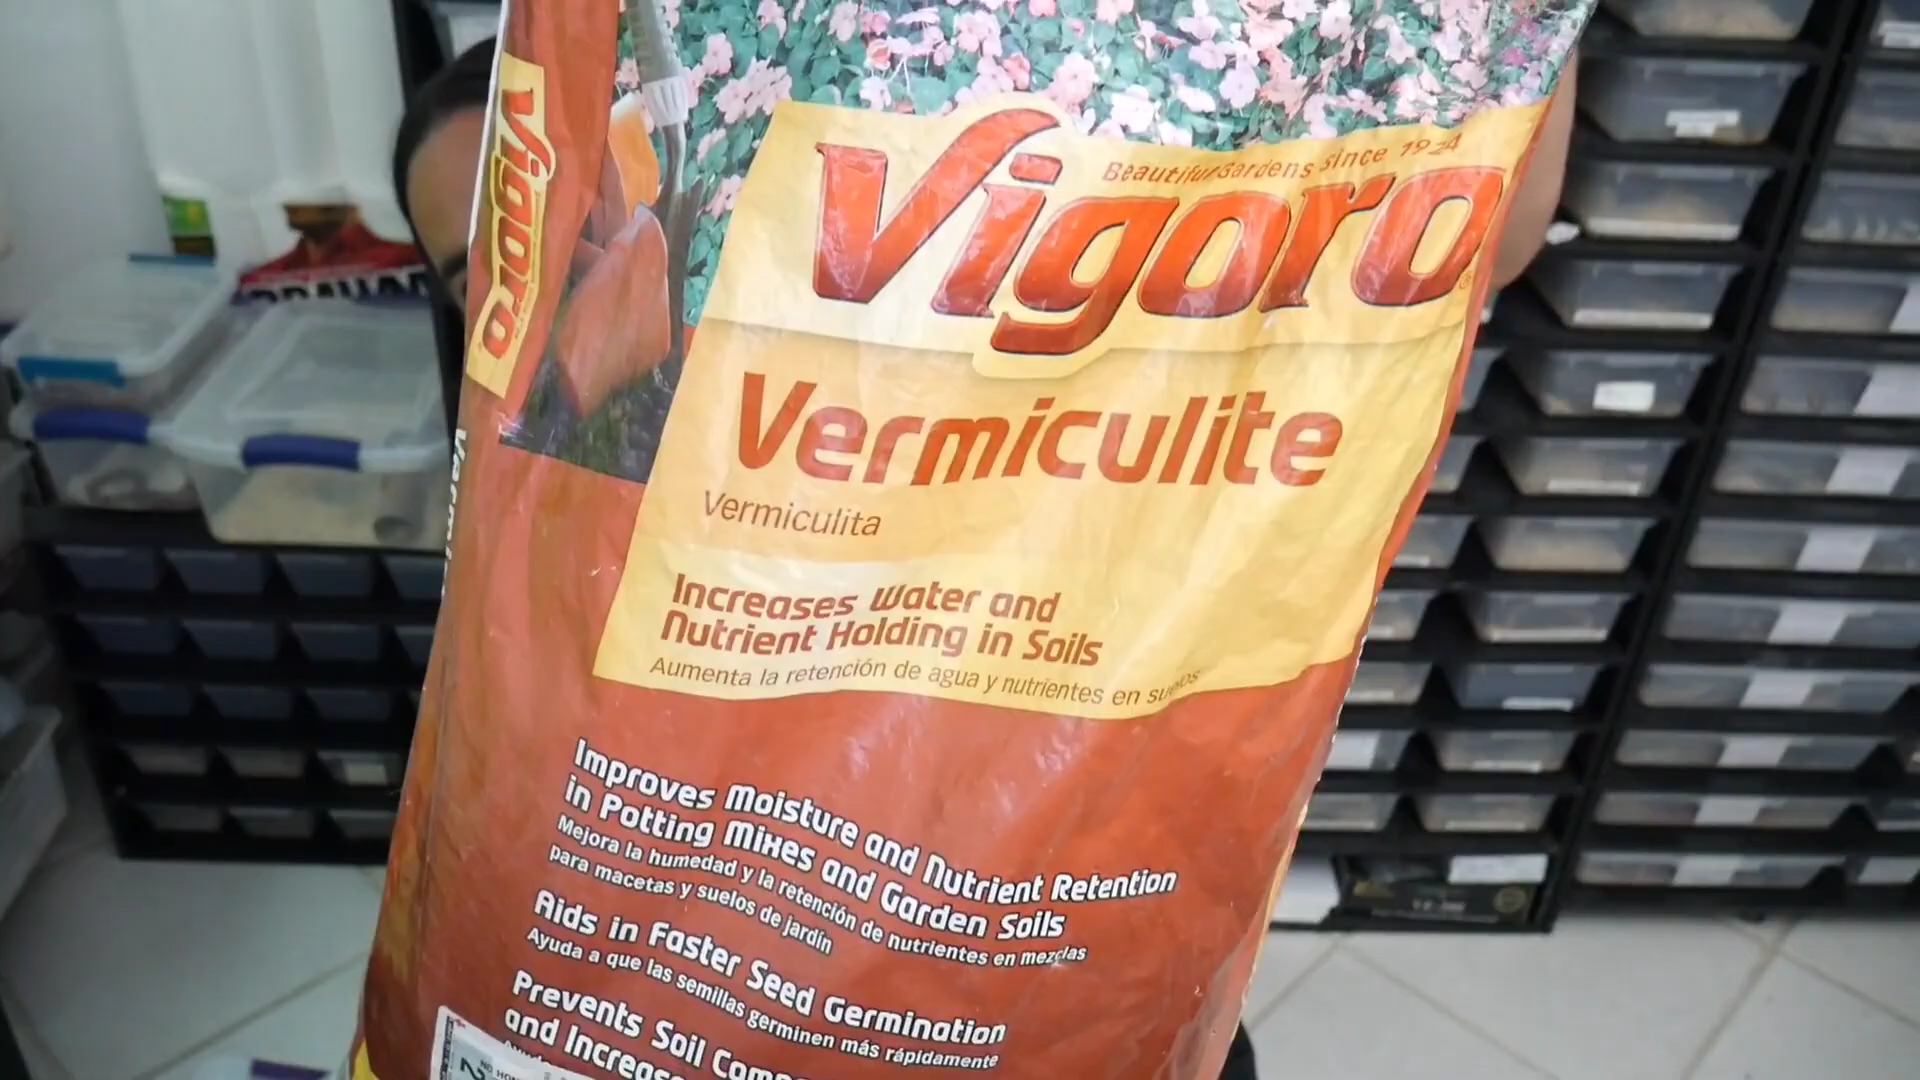 Vigoro
Beautiful Gardens since 1924
Vigoro
Vermiculite
Vermiculita
Increases Water and
Nutrient Holding in Soils
Aumenta la retención de agua y nutrientes en suelos
Improves Moisture and Nutrient Retention
in Potting Mixes and Garden Soils
Mejora la humedad y la retención de nutrientes en mezclas
para macetas y suelos de jardín
Aids in Faster Seed Germination
Ayuda a que las semillas germinen más rápidamente
Prevents Soil
and